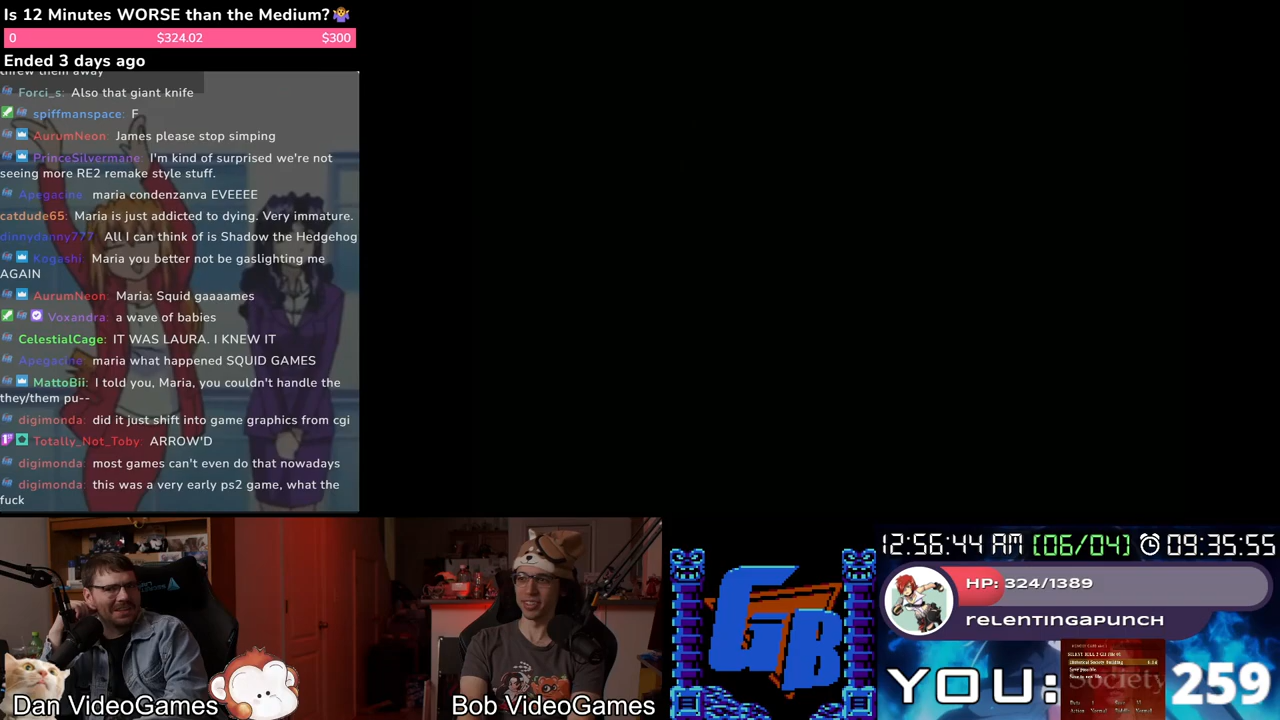 Is 12 Minutes WORSE than the Medium?🤷‍♀️
0 $324.02 $300
Ended 3 days ago
threw them away
Forci_s: Also that giant knife
spiffmanspace: F
AurumNeon: James please stop simping
PrinceSilvermane: I'm kind of surprised we're not
seeing more RE2 remake style stuff.
Apegacine: maria condenzanva EVEEEE
catdude65: Maria is just addicted to dying. Very immature.
dinnydanny777 All I can think of is Shadow the Hedgehog
Kogashi: Maria you better not be gaslighting me
AGAIN
AurumNeon: Maria: Squid gaaaames
Voxandra: a wave of babies
CelestialCage: IT WAS LAURA. I KNEW IT
Apegacine: maria what happened SQUID GAMES
MattoBii: I told you, Maria, you couldn't handle the
they/them pu--
digimonda: did it just shift into game graphics from cgi
Totally_Not_Toby: ARROW'D
digimonda: most games can't even do that nowadays
digimonda: this was a very early ps2 game, what the
fuck
Dan VideoGames
Bob VideoGames
GB
12:56:44 AM [06/04] 09:35:55
HP: 324/1389
RELENTINGAPUNCH
YOU:
Society
259